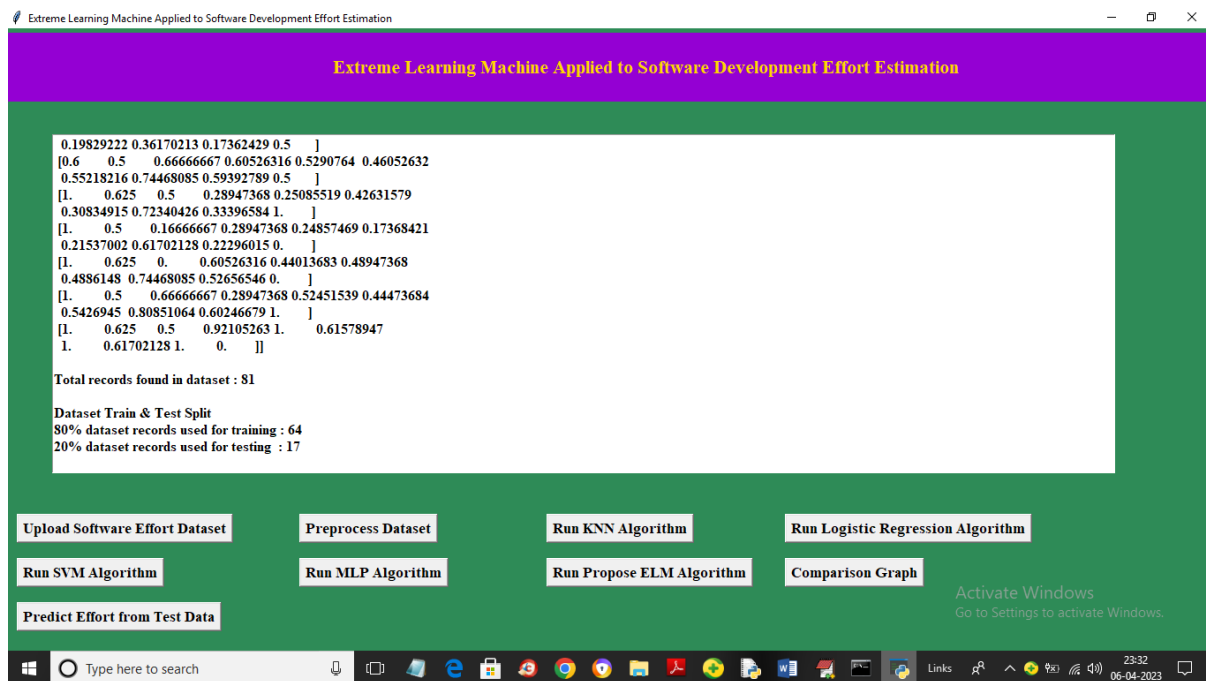 Extreme Learning Machine Applied to Software Development Effort Estimation
Extreme Learning Machine Applied to Software Development Effort Estimation
0.19829222 0.36170213 0.17362429 0.5 ]
[0.6 0.5 0.66666667 0.60526316 0.5290764 0.46052632
0.55218216 0.74468085 0.59392789 0.5 ]
[1. 0.625 0.5 0.28947368 0.25085519 0.42631579
0.30834915 0.72340426 0.33396584 1. ]
[1. 0.5 0.16666667 0.28947368 0.24857469 0.17368421
0.21537002 0.61702128 0.22296015 0. ]
[1. 0.625 0. 0.60526316 0.44013683 0.48947368
0.4886148 0.74468085 0.52656546 0. ]
[1. 0.5 0.66666667 0.28947368 0.52451539 0.44473684
0.5426945 0.80851064 0.60246679 1. ]
[1. 0.625 0.5 0.92105263 1. 0.61578947
1. 0.61702128 1. 0. ]]
Total records found in dataset : 81
Dataset Train & Test Split
80% dataset records used for training : 64
20% dataset records used for testing : 17
Upload Software Effort Dataset
Preprocess Dataset
Run KNN Algorithm
Run Logistic Regression Algorithm
Run SVM Algorithm
Run MLP Algorithm
Run Propose ELM Algorithm
Comparison Graph
Predict Effort from Test Data
Activate Windows
Go to Settings to activate Windows.
Type here to search
Links
23:32
06-04-2023